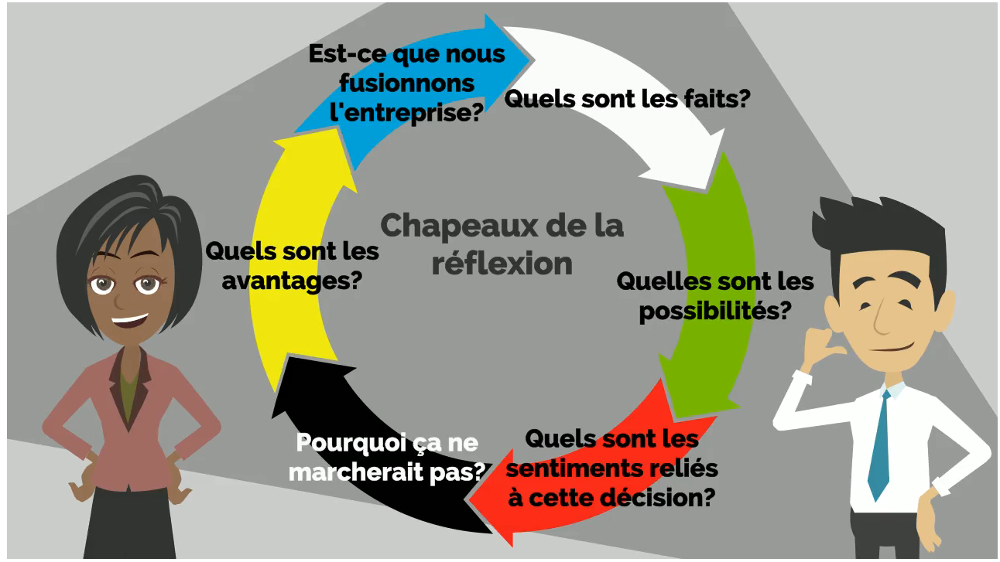 Est-ce que nous
fusionnons
l'entreprise?
Quels sont les faits?
Chapeaux de la
réflexion
Quels sont les
avantages?
Quelles sont les
possibilités?
Pourquoi ça ne
marcherait pas?
Quels sont les
sentiments reliés
à cette décision?